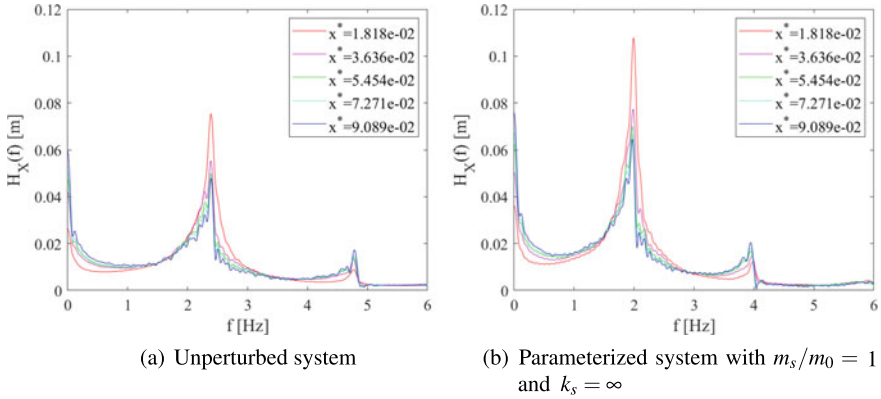 0.12
0.1
0.08
0.06
0.04
0.02
0
H_X(f) [m]
0 1 2 3 4 5 6
f [Hz]
x*=1.818e-02
x*=3.636e-02
x*=5.454e-02
x*=7.271e-02
x*=9.089e-02
(a) Unperturbed system
0.12
0.1
0.08
0.06
0.04
0.02
0
H_X(f) [m]
0 1 2 3 4 5 6
f [Hz]
x*=1.818e-02
x*=3.636e-02
x*=5.454e-02
x*=7.271e-02
x*=9.089e-02
(b) Parameterized system with m_s/m_0 = 1
and k_s = ∞